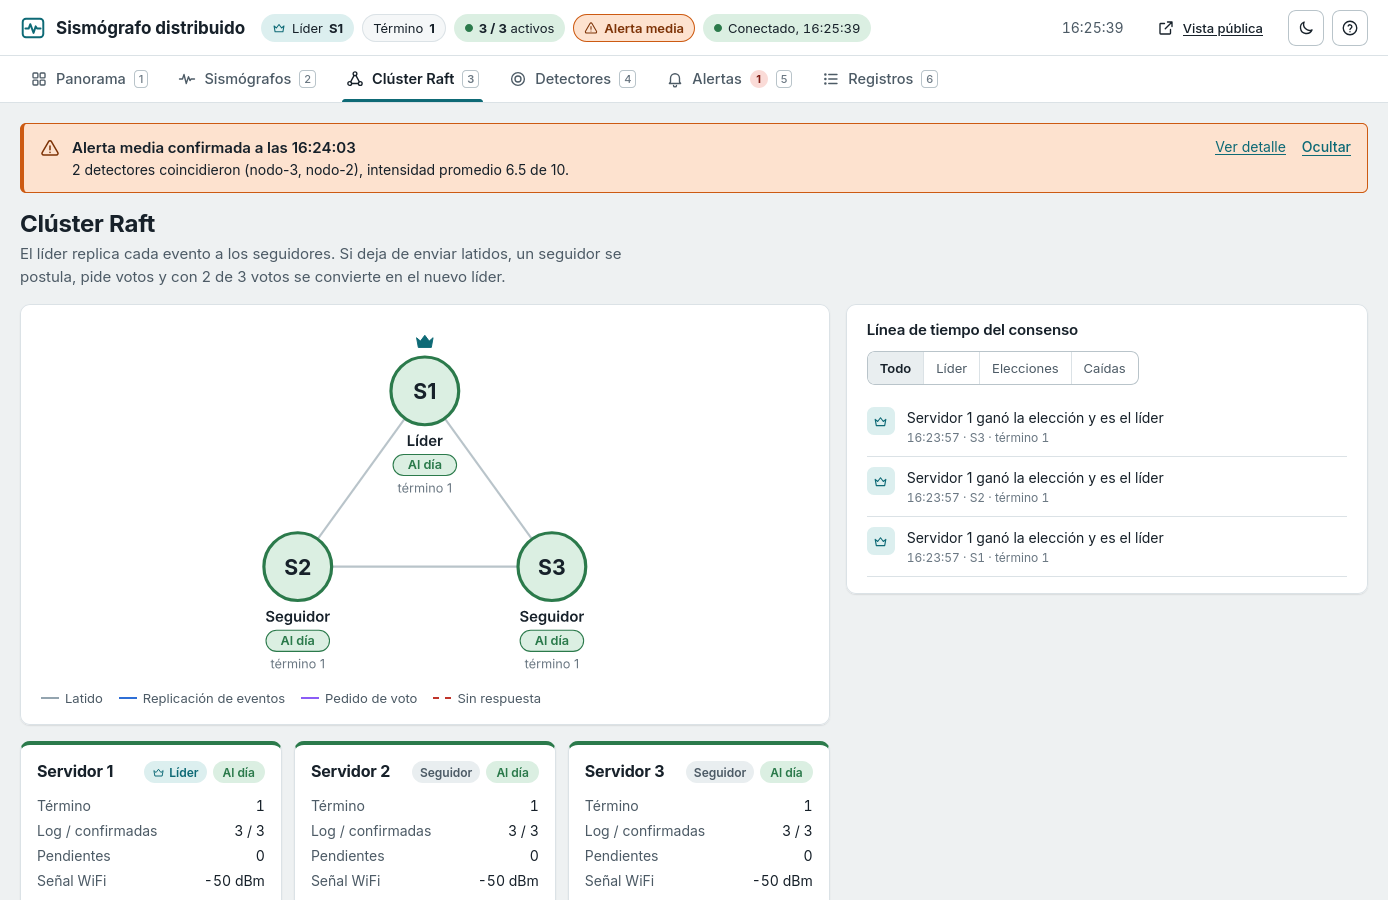 Sismógrafo distribuido
Líder S1
Término 1
3 / 3 activos
Alerta media
Conectado, 16:25:39
16:25:39
Vista pública
Panorama 1
Sismógrafos 2
Clúster Raft 3
Detectores 4
Alertas 1 5
Registros 6
Alerta media confirmada a las 16:24:03
2 detectores coincidieron (nodo-3, nodo-2), intensidad promedio 6.5 de 10.
Ver detalle
Ocultar
Clúster Raft
El líder replica cada evento a los seguidores. Si deja de enviar latidos, un seguidor se
postula, pide votos y con 2 de 3 votos se convierte en el nuevo líder.
S1
Líder
Al día
término 1
S2
Seguidor
Al día
término 1
S3
Seguidor
Al día
término 1
Latido
Replicación de eventos
Pedido de voto
Sin respuesta
Línea de tiempo del consenso
Todo
Líder
Elecciones
Caídas
Servidor 1 ganó la elección y es el líder
16:23:57 · S3 · término 1
Servidor 1 ganó la elección y es el líder
16:23:57 · S2 · término 1
Servidor 1 ganó la elección y es el líder
16:23:57 · S1 · término 1
Servidor 1 Líder Al día
Término 1
Log / confirmadas 3 / 3
Pendientes 0
Señal WiFi -50 dBm
Servidor 2 Seguidor Al día
Término 1
Log / confirmadas 3 / 3
Pendientes 0
Señal WiFi -50 dBm
Servidor 3 Seguidor Al día
Término 1
Log / confirmadas 3 / 3
Pendientes 0
Señal WiFi -50 dBm